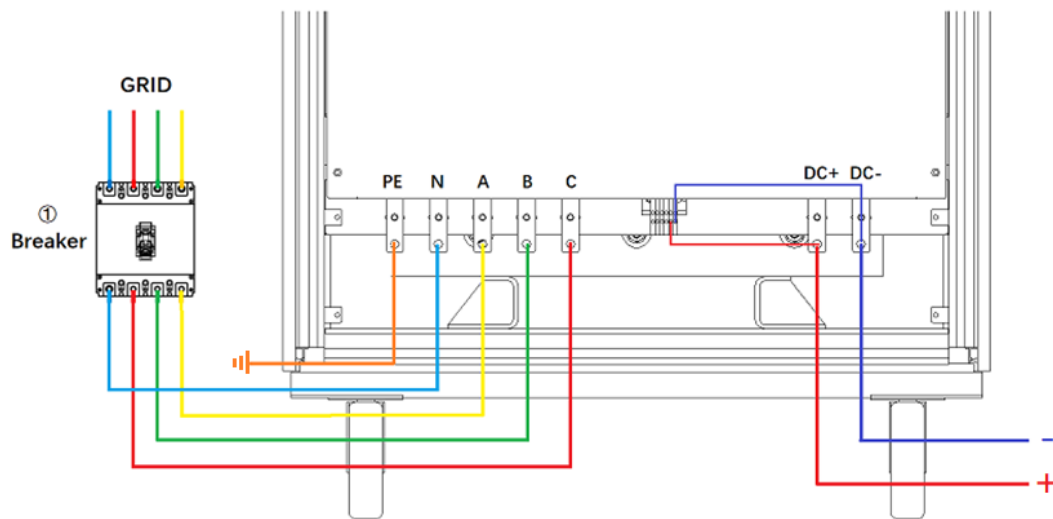 GRID
①
Breaker
PE N A B C DC+ DC-
-
+